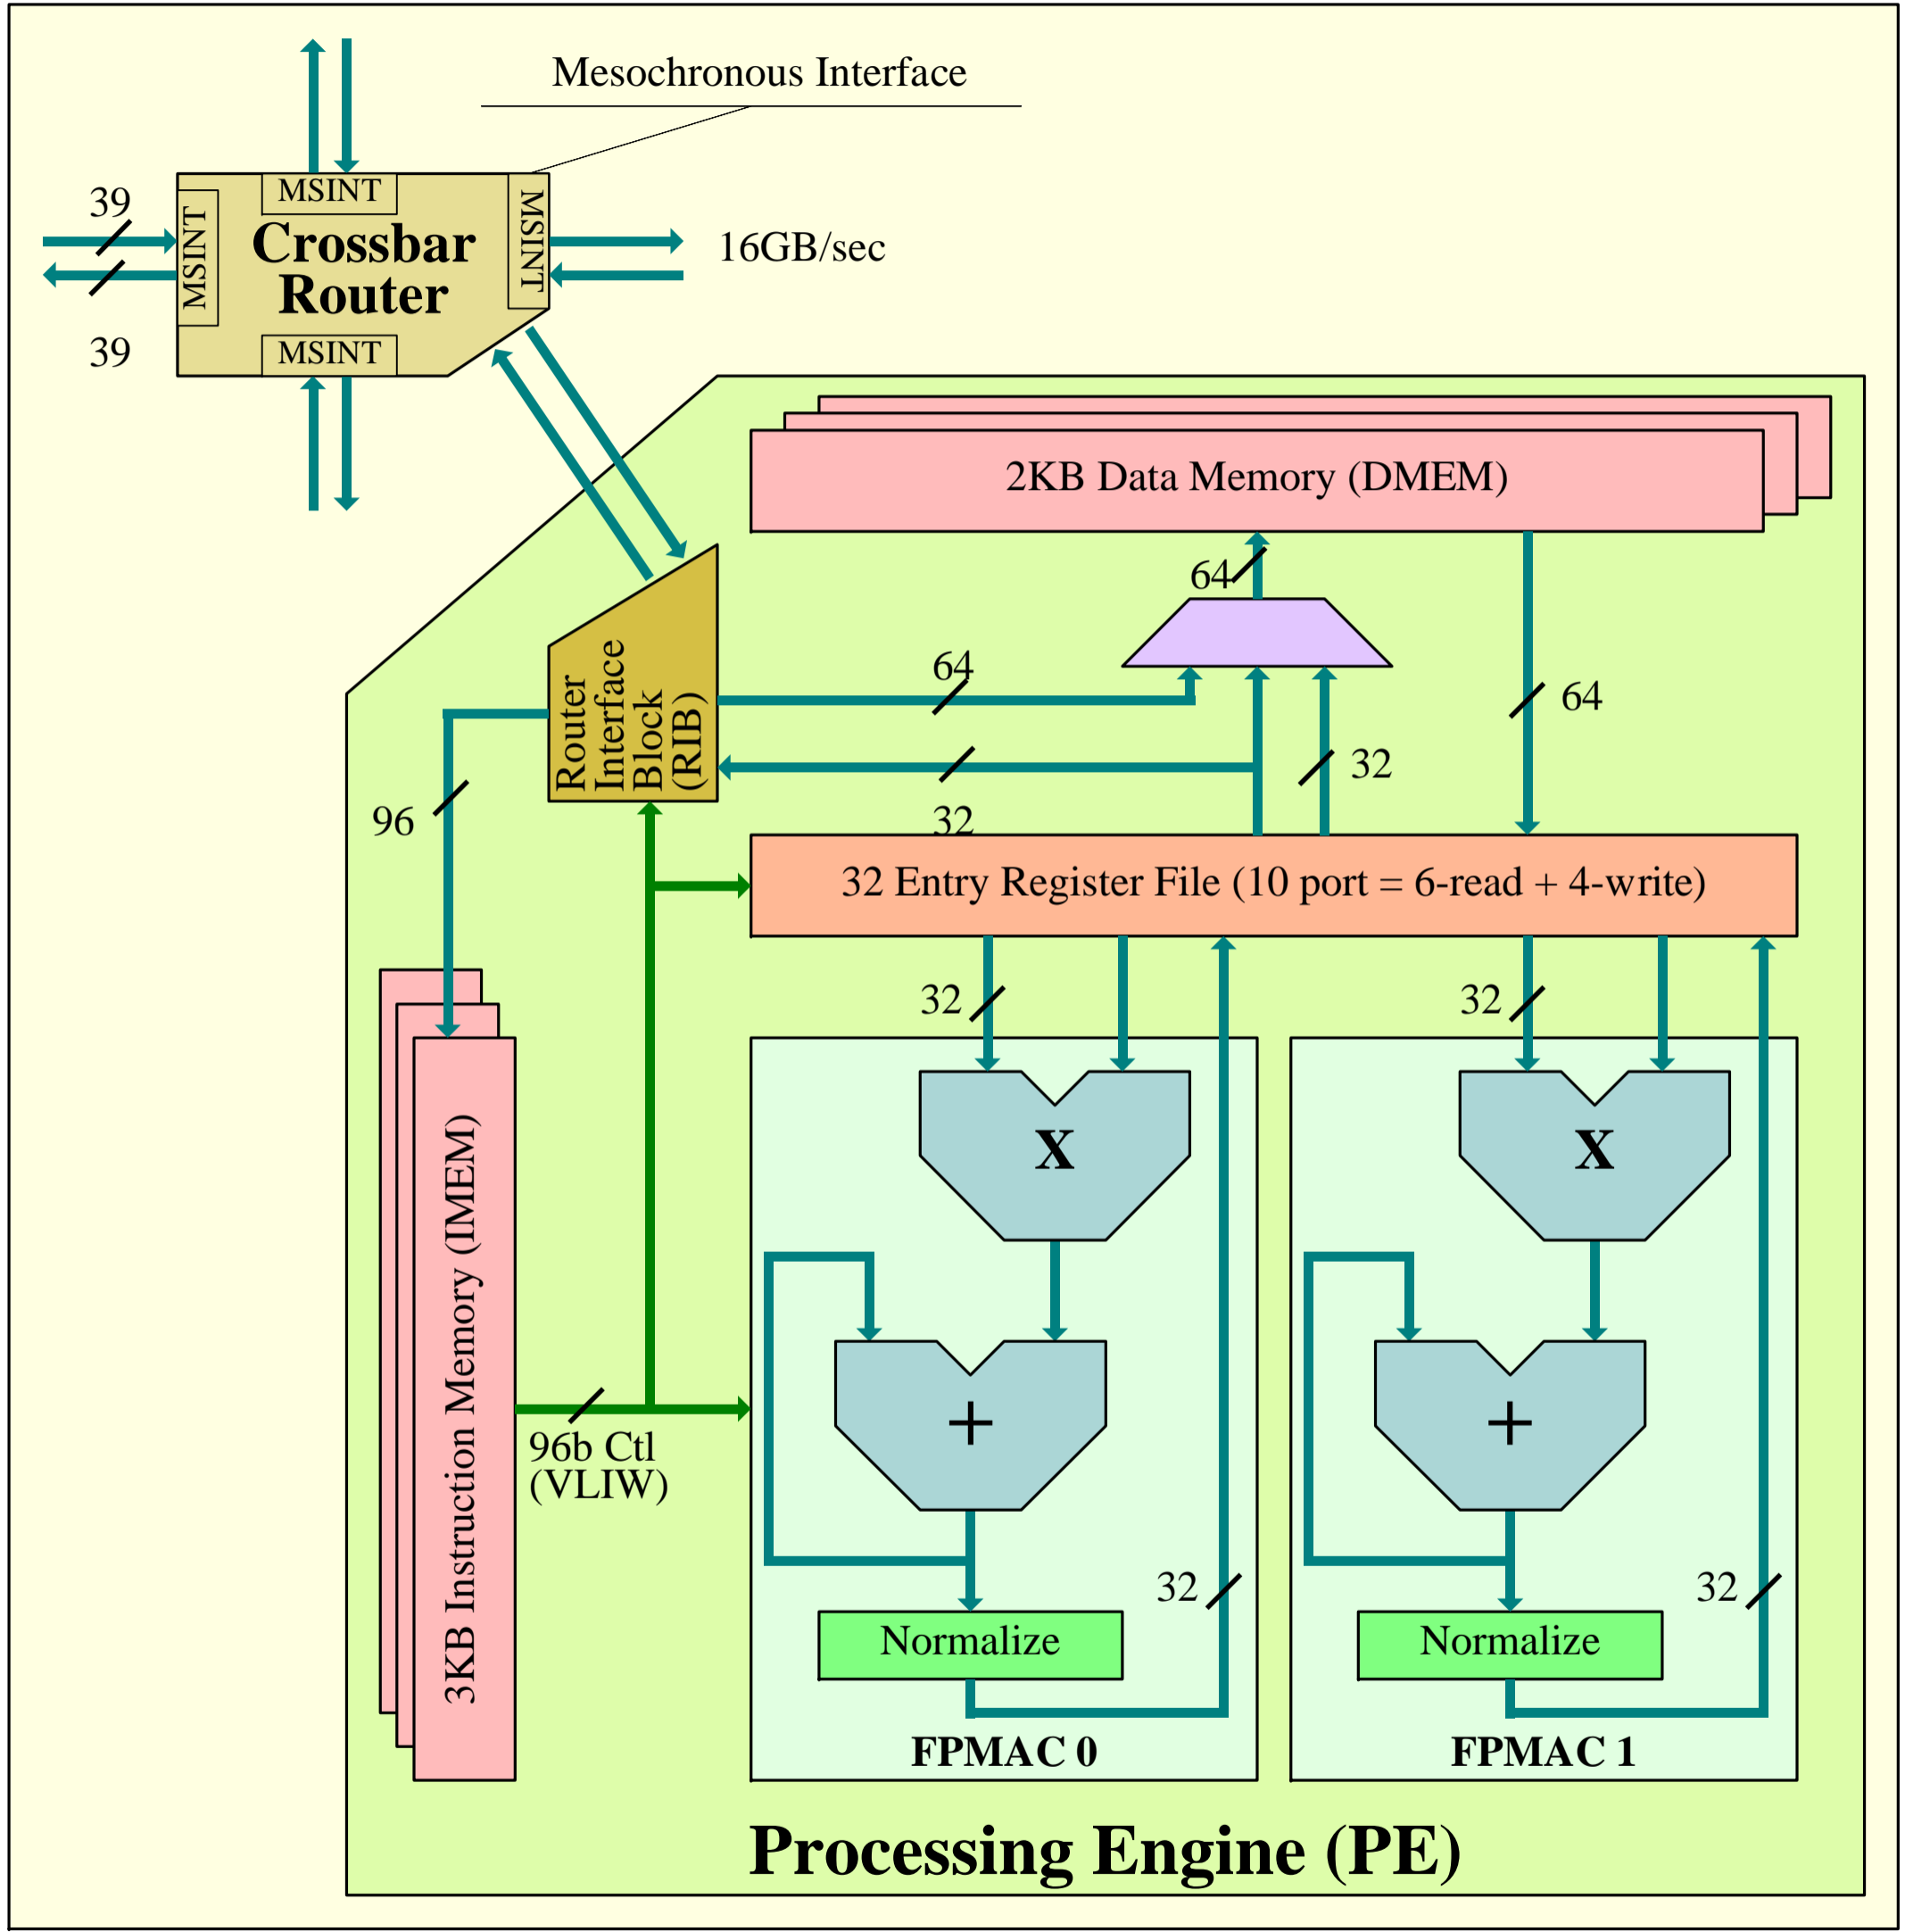 Mesochronous Interface
39
MSINT
MSINT
MSINT
Crossbar
Router
16GB/sec
39
MSINT
2KB Data Memory (DMEM)
64
64
64
Router
Interface
Block
(RIB)
32
32
96
32 Entry Register File (10 port = 6-read + 4-write)
32
32
X
X
3KB Instruction Memory (IMEM)
+
+
96b Ctl
(VLIW)
32
32
Normalize
Normalize
FPMAC 0
FPMAC 1
Processing Engine (PE)